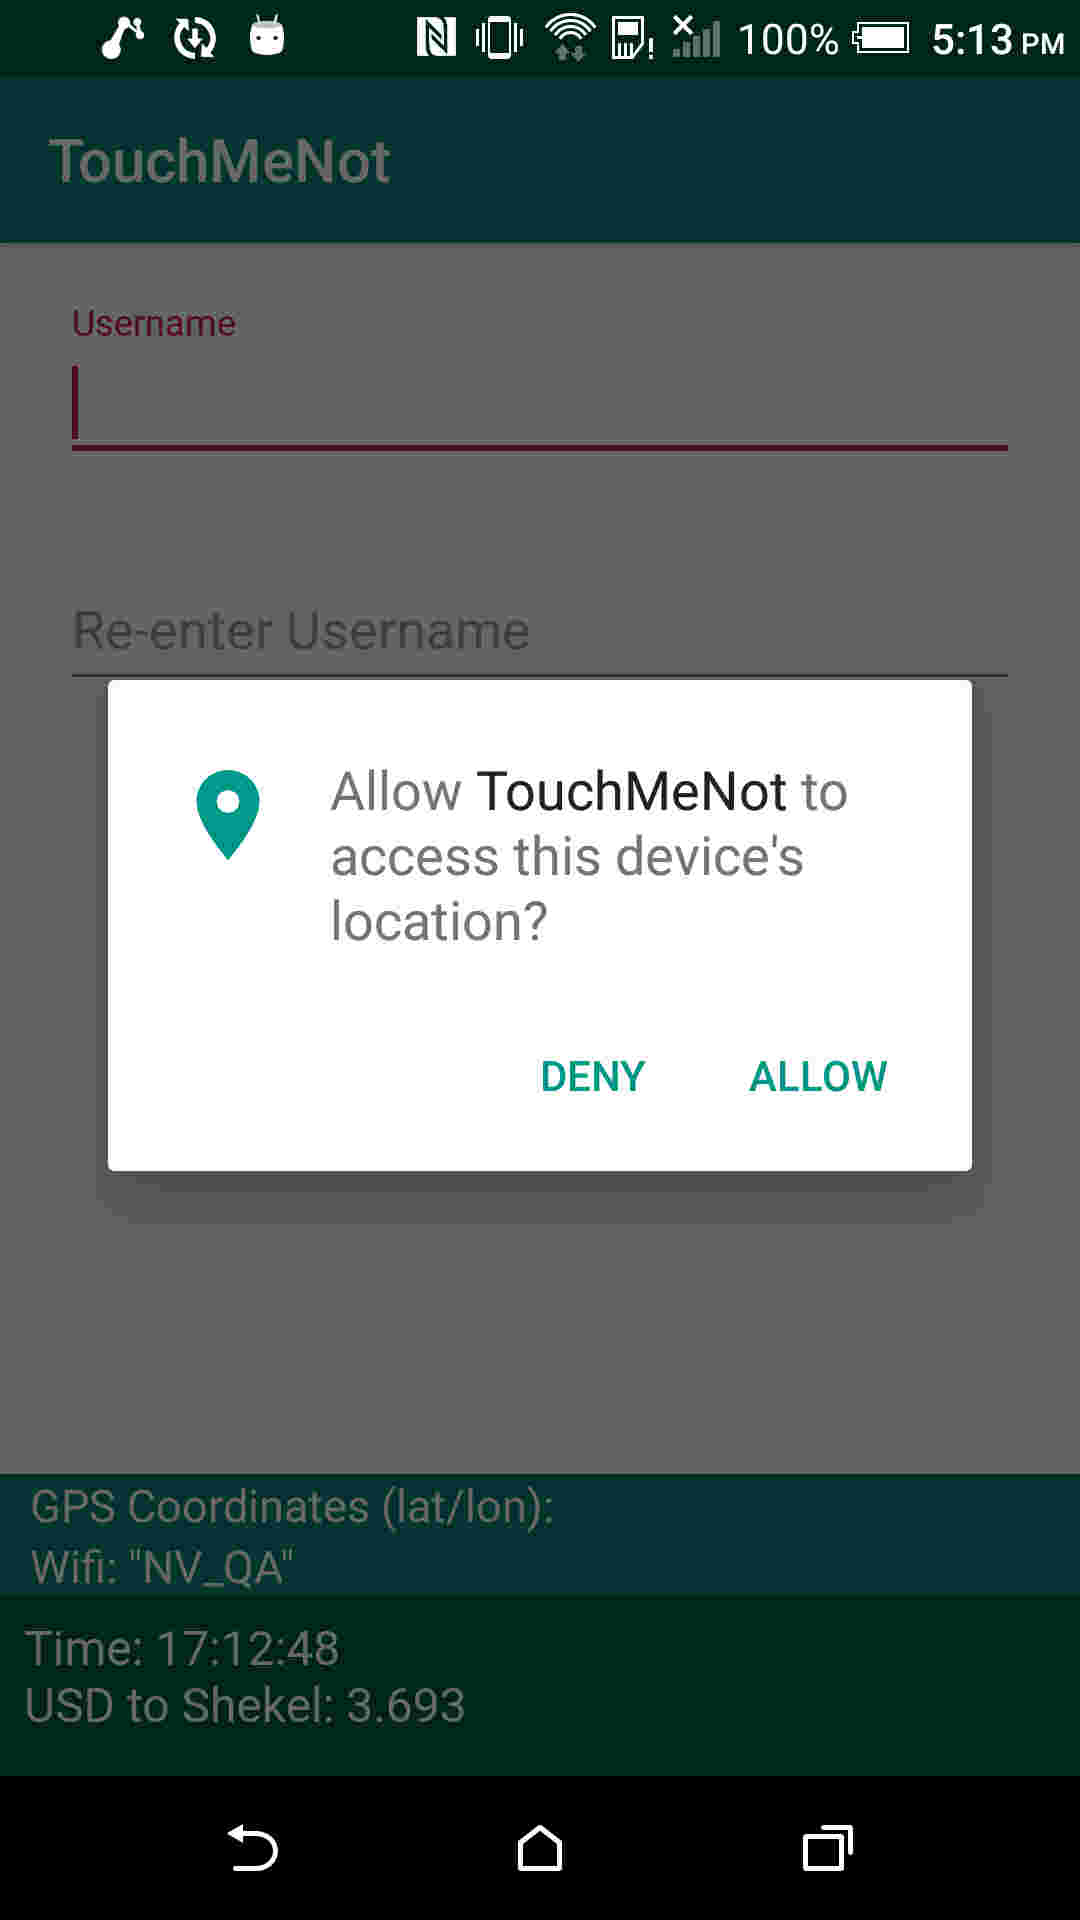 100% 5:13 PM
TouchMeNot
Username
Re-enter Username
Allow TouchMeNot to
access this device's
location?
DENY ALLOW
GPS Coordinates (lat/lon):
Wifi: "NV_QA"
Time: 17:12:48
USD to Shekel: 3.693